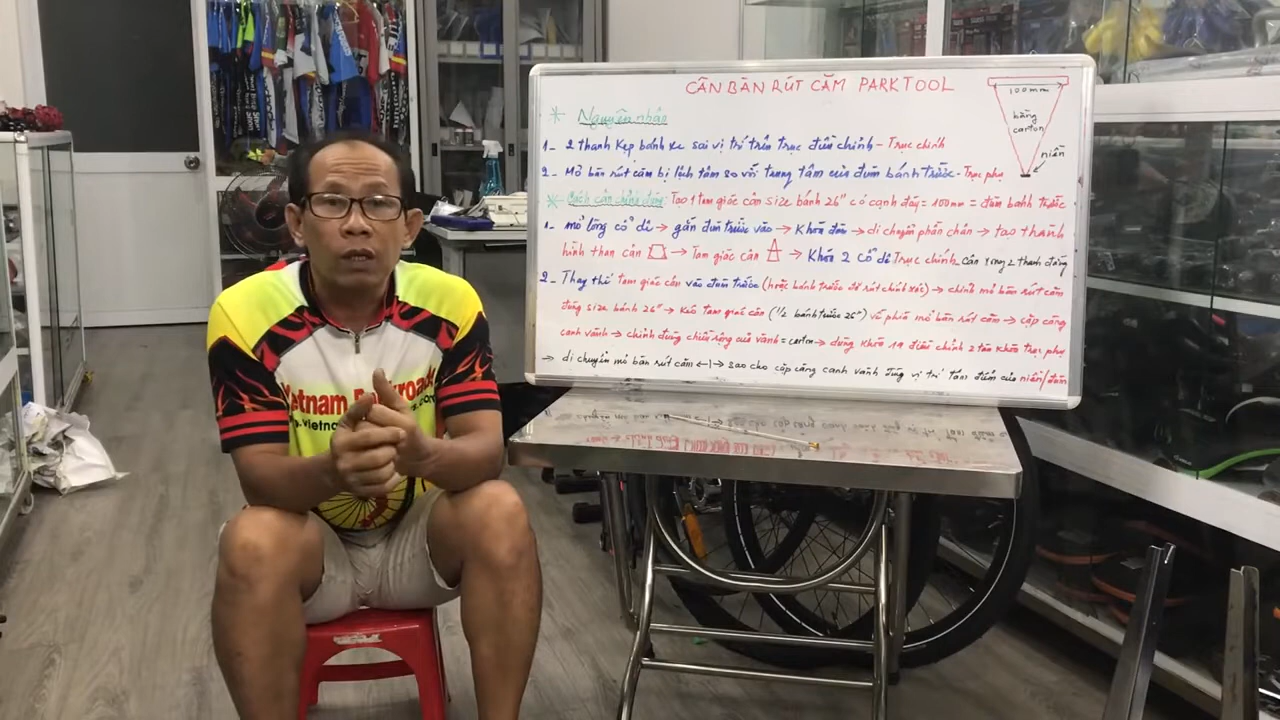 CÂN BÀN RÚT CĂM PARKTOOL
100mm
bằng
carton
niền
* Nguyên nhân
1- 2 thanh kẹp bánh xe sai vị trí trên trục điều chỉnh - Trục chính
2- Mỏ bàn rút căm bị lệch tâm so với trung tâm của đùm bánh trước - Trục phụ
* Cách cân chỉnh đúng: Tạo 1 tam giác cân size bánh 26" có cạnh đáy = 100mm = đùm bánh trước
1- mở lỏng cổ dê → gắn đùm trước vào → Khóa đùm → di chuyển phần chân → tạo thành
hình thang cân → Tam giác cân → Khóa 2 cổ dê Trục chính
2- Thay thế tam giác cân vào đùm trước (hoặc bánh trước đã rút chính xác) → chỉnh mỏ bàn rút căm
đúng size bánh 26" → Kéo tam giác cân (1/2 bánh trước 26") về phía mỏ bàn rút căm → cặp càng
canh vành → chỉnh đúng chiều rộng của vành = carton → dùng khóa 19 điều chỉnh 2 tán khóa trục phụ
→ di chuyển mỏ bàn rút căm ←|→ sao cho cặp càng canh vành đúng vị trí tâm điểm của niền/đùm
Vietnam Backroads